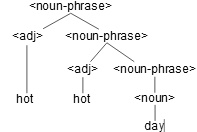 <noun-phrase>
<adj> <noun-phrase>
<adj> <noun-phrase>
hot hot <noun>
day